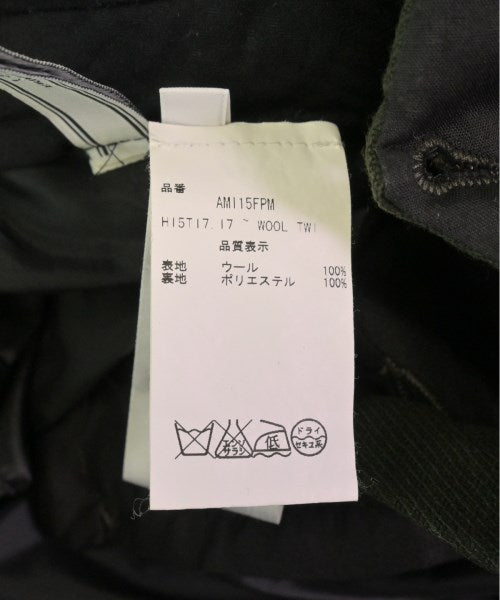 品番
AMI15FPM
H15T17.17 ~ WOOL TWI
品質表示
表地 ウール 100%
裏地 ポリエステル 100%
エンソ サラシ 低 ドライ セキユ系